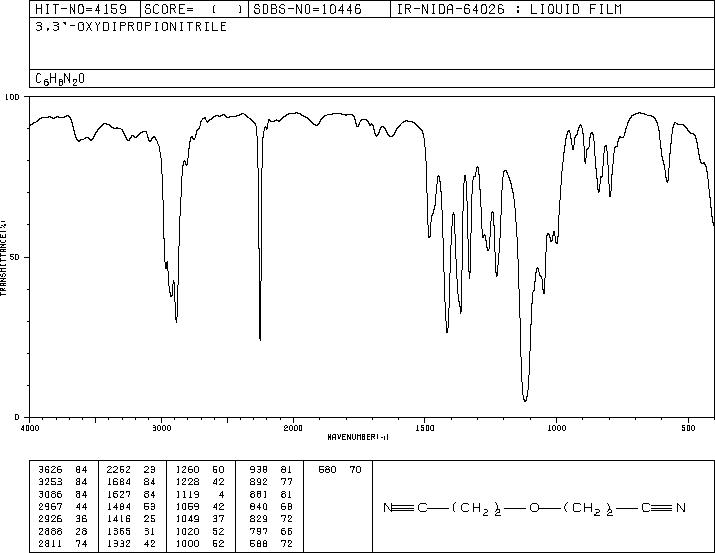 HIT-NO=4159 SCORE= ( ) SDBS-NO=10446 IR-NIDA-64026 : LIQUID FILM
3,3'-OXYDIPROPIONITRILE
C6H8N2O
100
50
0
TRANSMITTANCE(%)
4000 3000 2000 1500 1000 500
WAVENUMBER(-1)
3626 84 2252 23 1260 50 938 81 580 70
3253 84 1684 84 1228 42 892 77
3086 84 1627 84 1119 4 881 81
2967 44 1484 53 1069 42 840 68
2926 36 1416 25 1049 37 829 72
2888 28 1365 31 1020 52 797 66
2811 74 1332 42 1000 52 588 72
N≡C—(CH2)2—O—(CH2)2—C≡N